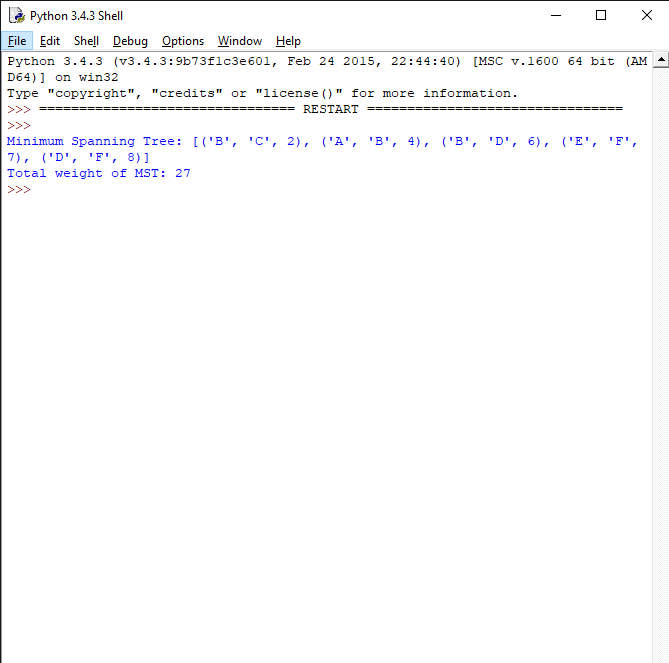 Python 3.4.3 Shell
File Edit Shell Debug Options Window Help
Python 3.4.3 (v3.4.3:9b73f1c3e601, Feb 24 2015, 22:44:40) [MSC v.1600 64 bit (AM
D64)] on win32
Type "copyright", "credits" or "license()" for more information.
>>> ================================ RESTART ================================
>>>
Minimum Spanning Tree: [('B', 'C', 2), ('A', 'B', 4), ('B', 'D', 6), ('E', 'F',
7), ('D', 'F', 8)]
Total weight of MST: 27
>>>